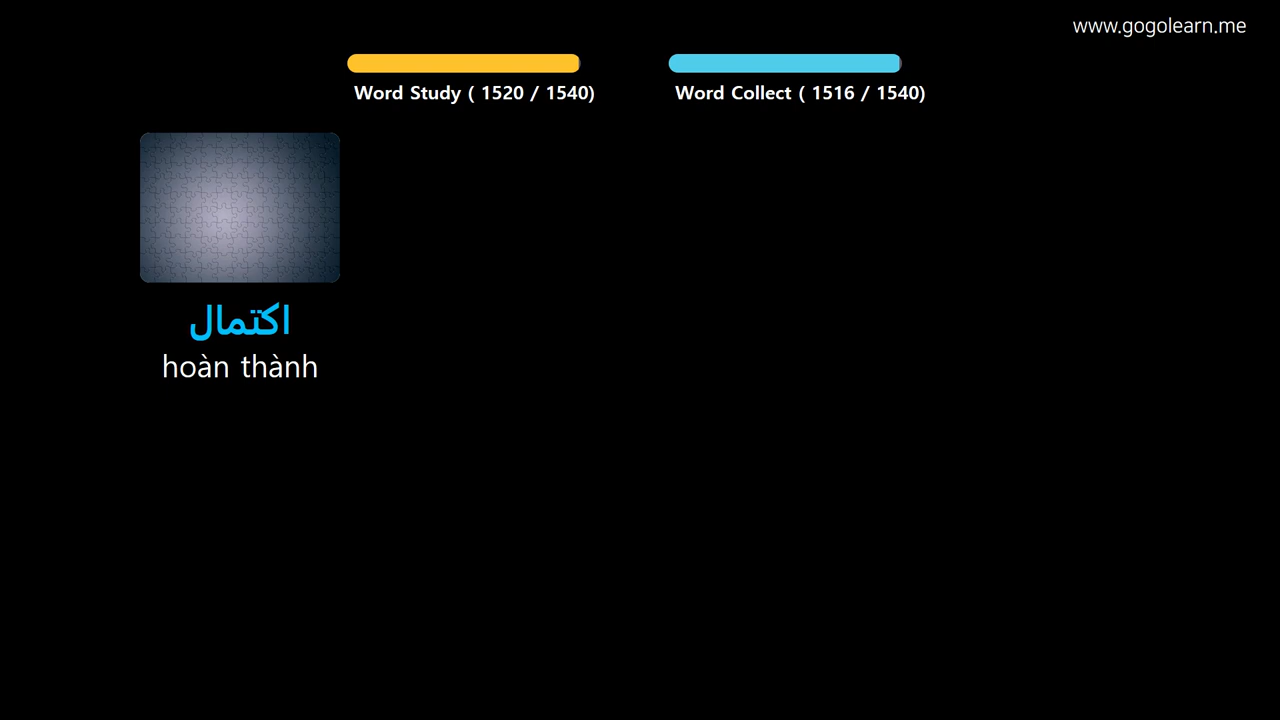 www.gogolearn.me
Word Study ( 1520 / 1540)
Word Collect ( 1516 / 1540)
اكتمال
hoàn thành